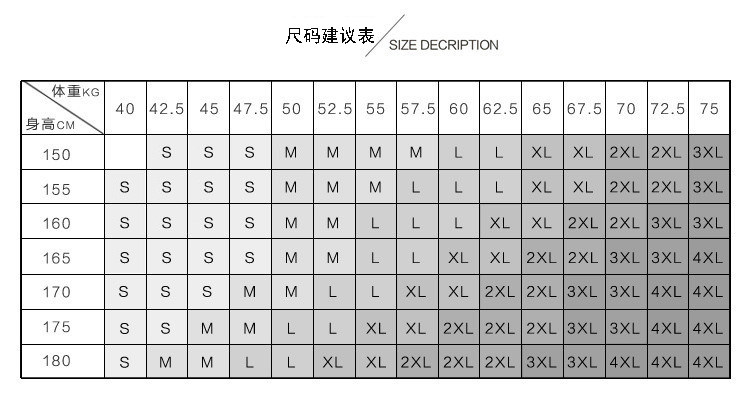 尺码建议表 SIZE DECRIPTION
体重KG 40 42.5 45 47.5 50 52.5 55 57.5 60 62.5 65 67.5 70 72.5 75
身高CM
150 S S S M M M M L L XL XL 2XL 2XL 3XL
155 S S S S M M M L L L XL XL 2XL 2XL 3XL
160 S S S S M M L L L XL XL 2XL 2XL 3XL 3XL
165 S S S S M M L L XL XL 2XL 2XL 3XL 3XL 4XL
170 S S S M M L L XL XL 2XL 2XL 3XL 3XL 4XL 4XL
175 S S M M L L XL XL 2XL 2XL 2XL 3XL 3XL 4XL 4XL
180 S M M L L XL XL 2XL 2XL 2XL 3XL 3XL 4XL 4XL 4XL